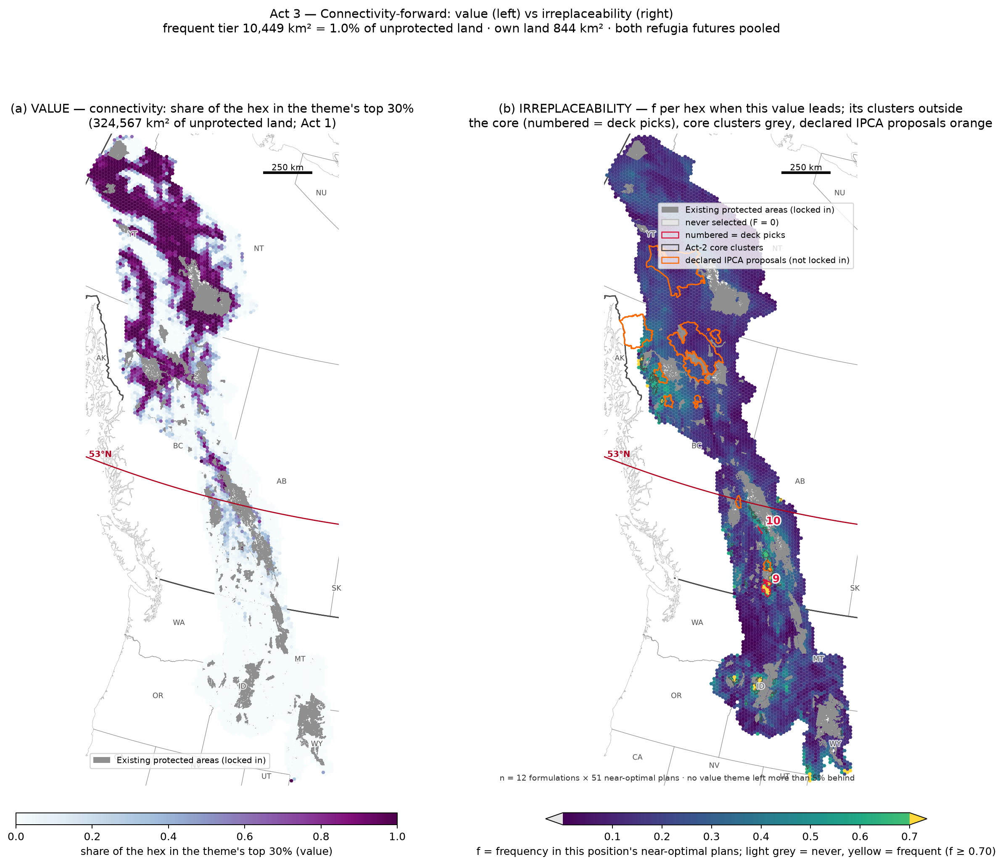 Act 3 — Connectivity-forward: value (left) vs irreplaceability (right)
frequent tier 10,449 km² = 1.0% of unprotected land · own land 844 km² · both refugia futures pooled
(a) VALUE — connectivity: share of the hex in the theme's top 30%
(324,567 km² of unprotected land; Act 1)
250 km
NU
YT
NT
AK
BC
53°N
AB
SK
WA
MT
OR
ID
WY
Existing protected areas (locked in)
CA
NV
UT
0.0 0.2 0.4 0.6 0.8 1.0
share of the hex in the theme's top 30% (value)
(b) IRREPLACEABILITY — f per hex when this value leads; its clusters outside
the core (numbered = deck picks), core clusters grey, declared IPCA proposals orange
250 km
NU
Existing protected areas (locked in)
never selected (F = 0)
numbered = deck picks
Act-2 core clusters
declared IPCA proposals (not locked in)
YT
NT
AK
BC
53°N
AB
10
9
SK
WA
MT
ID
OR
WY
CA
NV
UT
n = 12 formulations × 51 near-optimal plans · no value theme left more than 5% behind
0.1 0.2 0.3 0.4 0.5 0.6 0.7
f = frequency in this position's near-optimal plans; light grey = never, yellow = frequent (f ≥ 0.70)